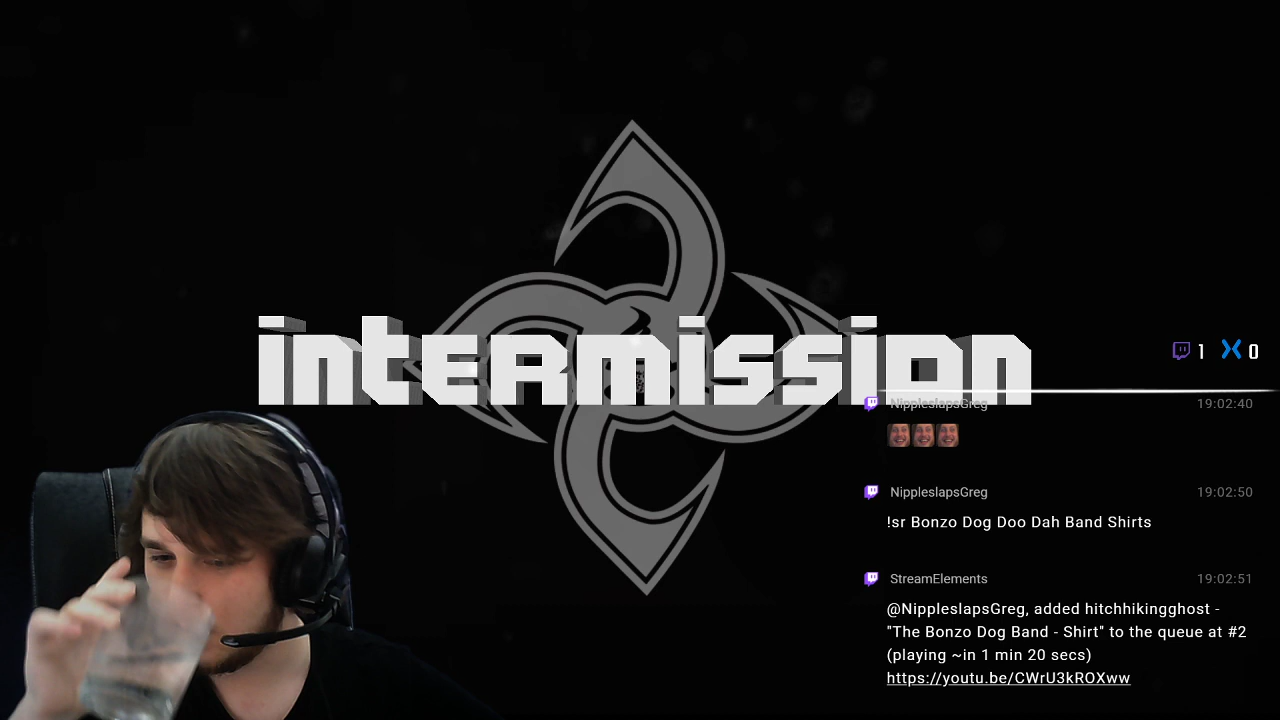 intermission
1 0
NippleslapsGreg 19:02:40
NippleslapsGreg 19:02:50
!sr Bonzo Dog Doo Dah Band Shirts
StreamElements 19:02:51
@NippleslapsGreg, added hitchhikingghost -
"The Bonzo Dog Band - Shirt" to the queue at #2
(playing ~in 1 min 20 secs)
https://youtu.be/CWrU3kROXww